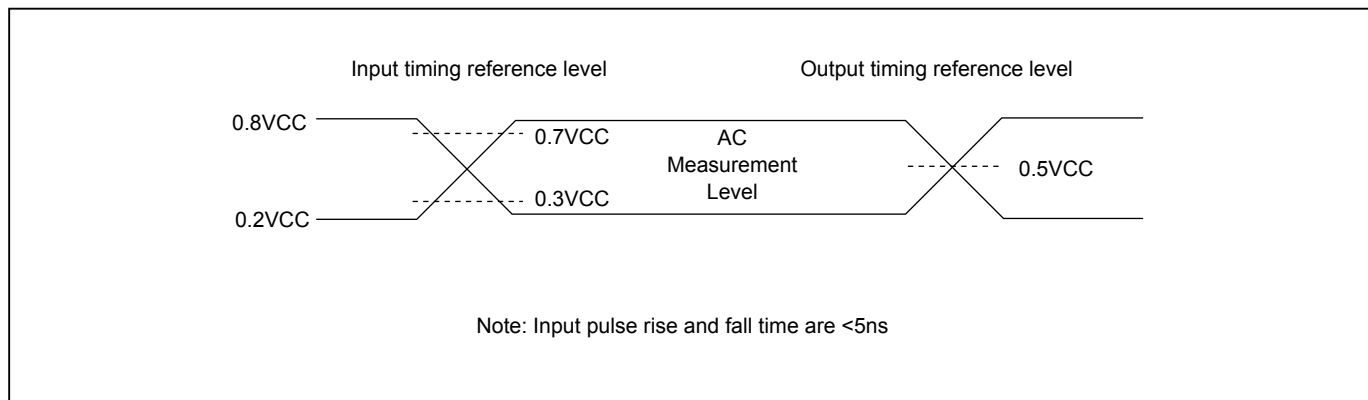 Input timing reference level
Output timing reference level
0.8VCC
0.7VCC
AC
Measurement
Level
0.5VCC
0.3VCC
0.2VCC
Note: Input pulse rise and fall time are <5ns